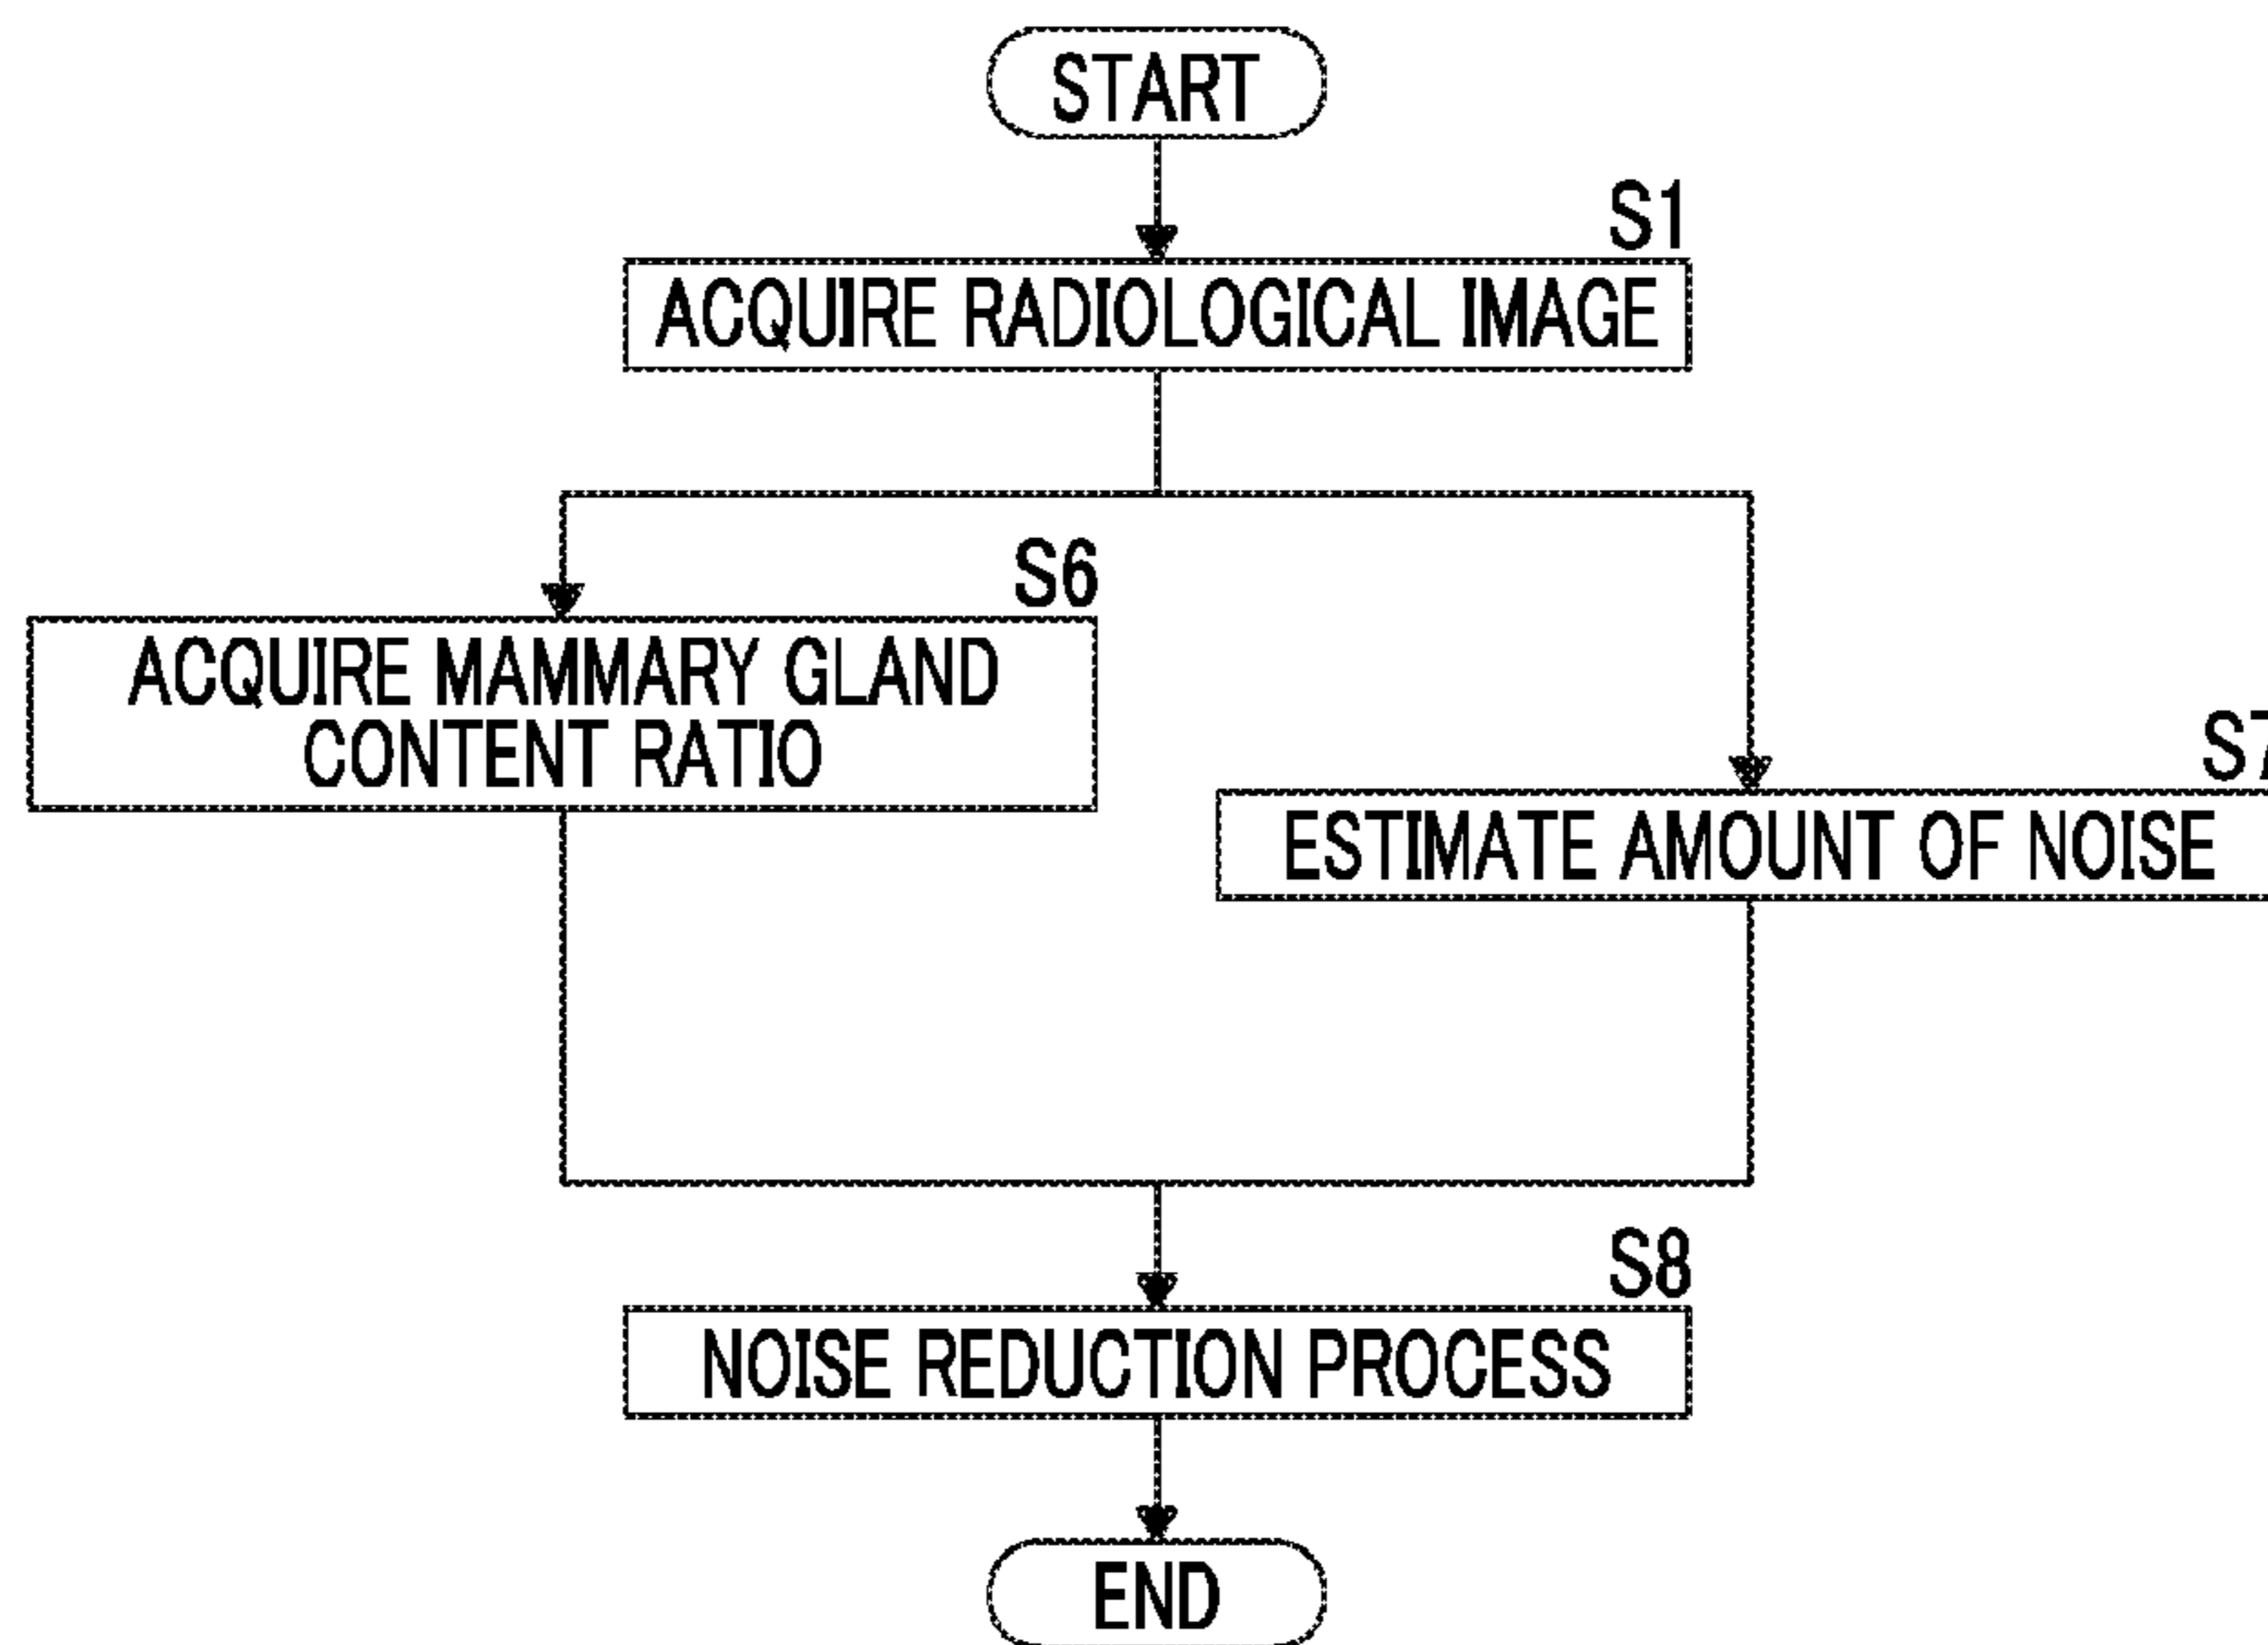 START
S1
ACQUIRE RADIOLOGICAL IMAGE
S6
ACQUIRE MAMMARY GLAND
CONTENT RATIO
S7
ESTIMATE AMOUNT OF NOISE
S8
NOISE REDUCTION PROCESS
END